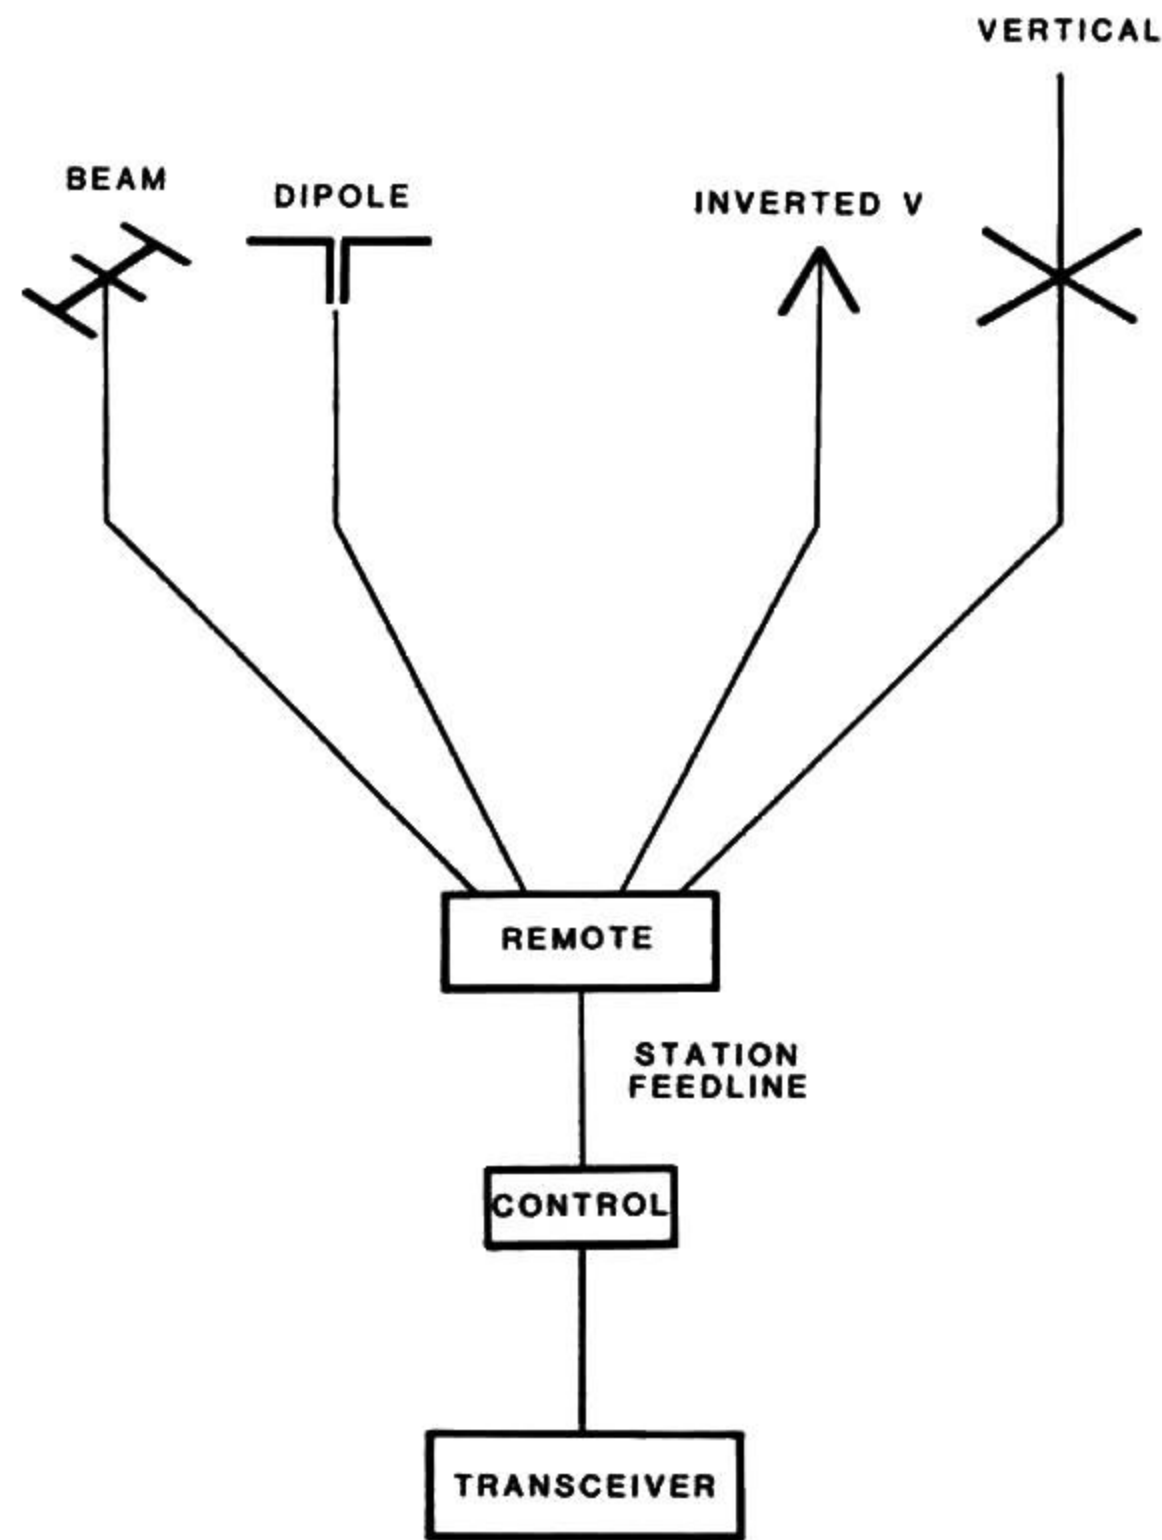 VERTICAL
BEAM
DIPOLE
INVERTED V
REMOTE
STATION
FEEDLINE
CONTROL
TRANSCEIVER